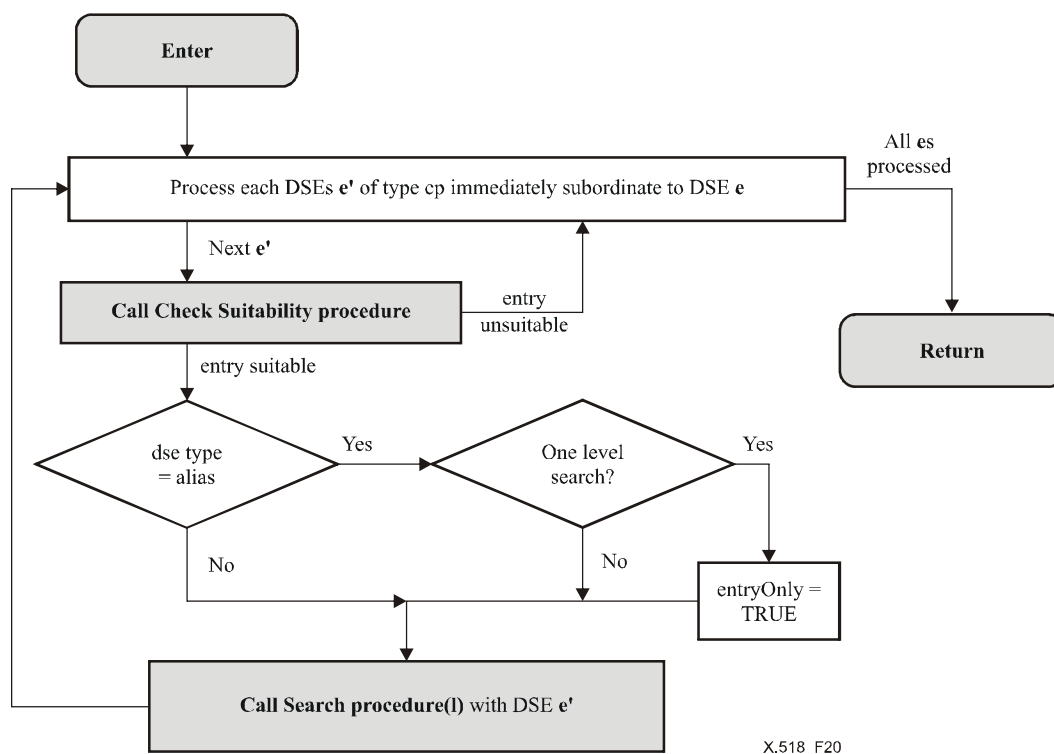 Enter
All es
processed
Process each DSEs e' of type cp immediately subordinate to DSE e
Next e'
Call Check Suitability procedure
entry
unsuitable
Return
entry suitable
dse type
= alias
Yes
One level
search?
Yes
No
No
entryOnly =
TRUE
Call Search procedure(l) with DSE e'
X.518_F20